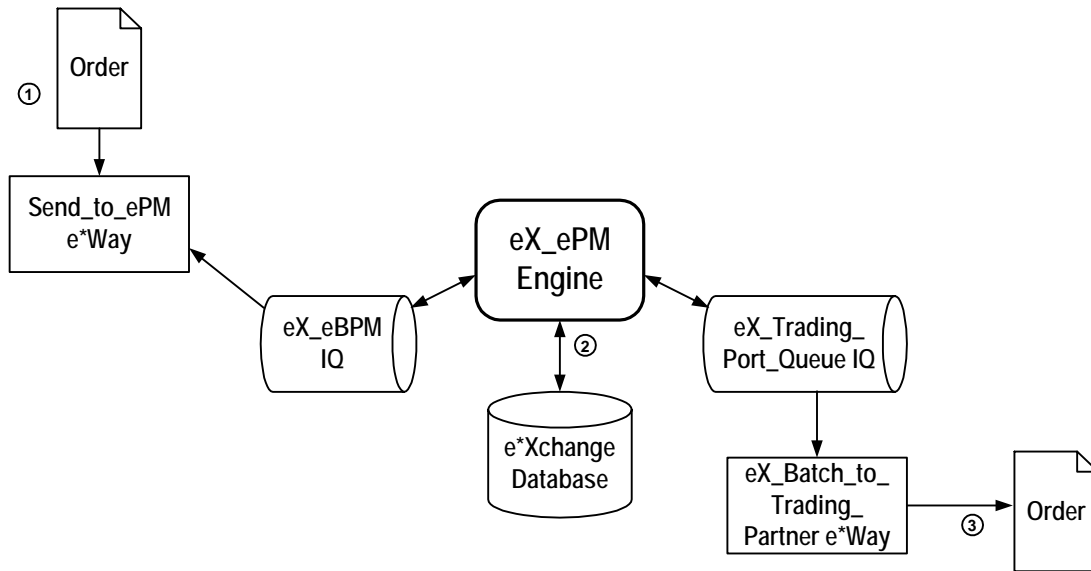 Order
①
Send_to_ePM
e*Way
eX_ePM
Engine
eX_eBPM
IQ
eX_Trading_
Port_Queue IQ
②
e*Xchange
Database
eX_Batch_to_
Trading_
Partner e*Way
③
Order